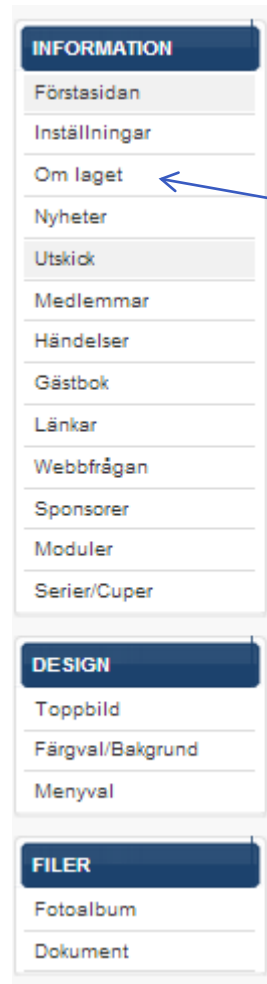 INFORMATION
Förstasidan
Inställningar
Om laget
Nyheter
Utskick
Medlemmar
Händelser
Gästbok
Länkar
Webbfrågan
Sponsorer
Moduler
Serier/Cuper
DESIGN
Toppbild
Färgval/Bakgrund
Menyval
FILER
Fotoalbum
Dokument